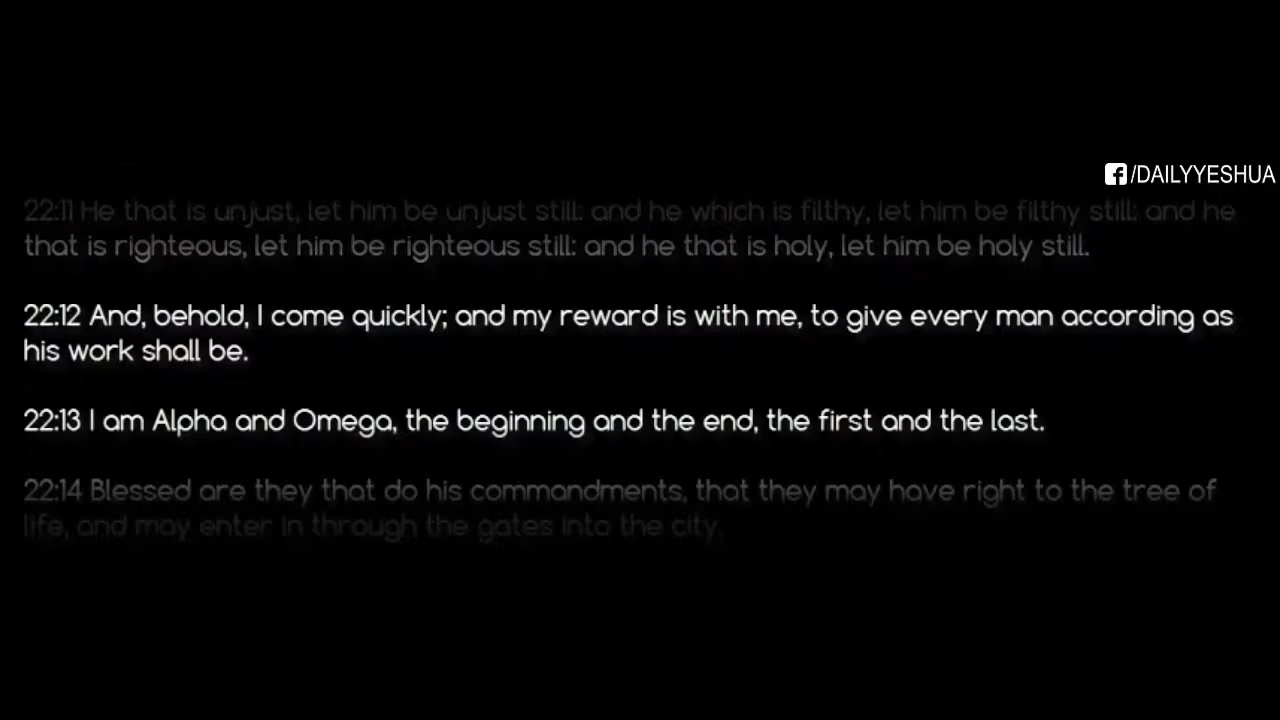 /DAILYYESHUA
22:11 He that is unjust, let him be unjust still: and he which is filthy, let him be filthy still: and he
that is righteous, let him be righteous still: and he that is holy, let him be holy still.
22:12 And, behold, I come quickly; and my reward is with me, to give every man according as
his work shall be.
22:13 I am Alpha and Omega, the beginning and the end, the first and the last.
22:14 Blessed are they that do his commandments, that they may have right to the tree of
life, and may enter in through the gates into the city.